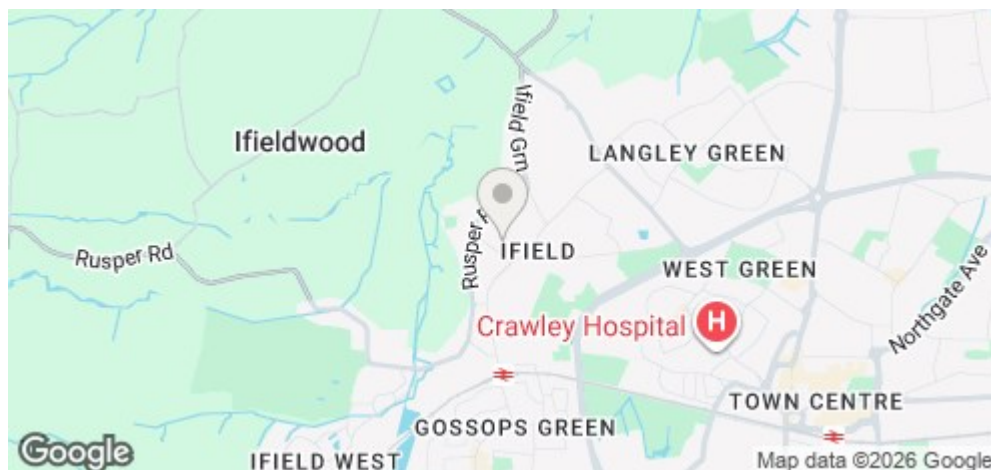 Ifield Grn
Ifieldwood
LANGLEY GREEN
Rusper
IFIELD
Rusper Rd
WEST GREEN
Northgate Ave
Crawley Hospital
H
TOWN CENTRE
GOSSOPS GREEN
IFIELD WEST
Google
Map data ©2026 Google